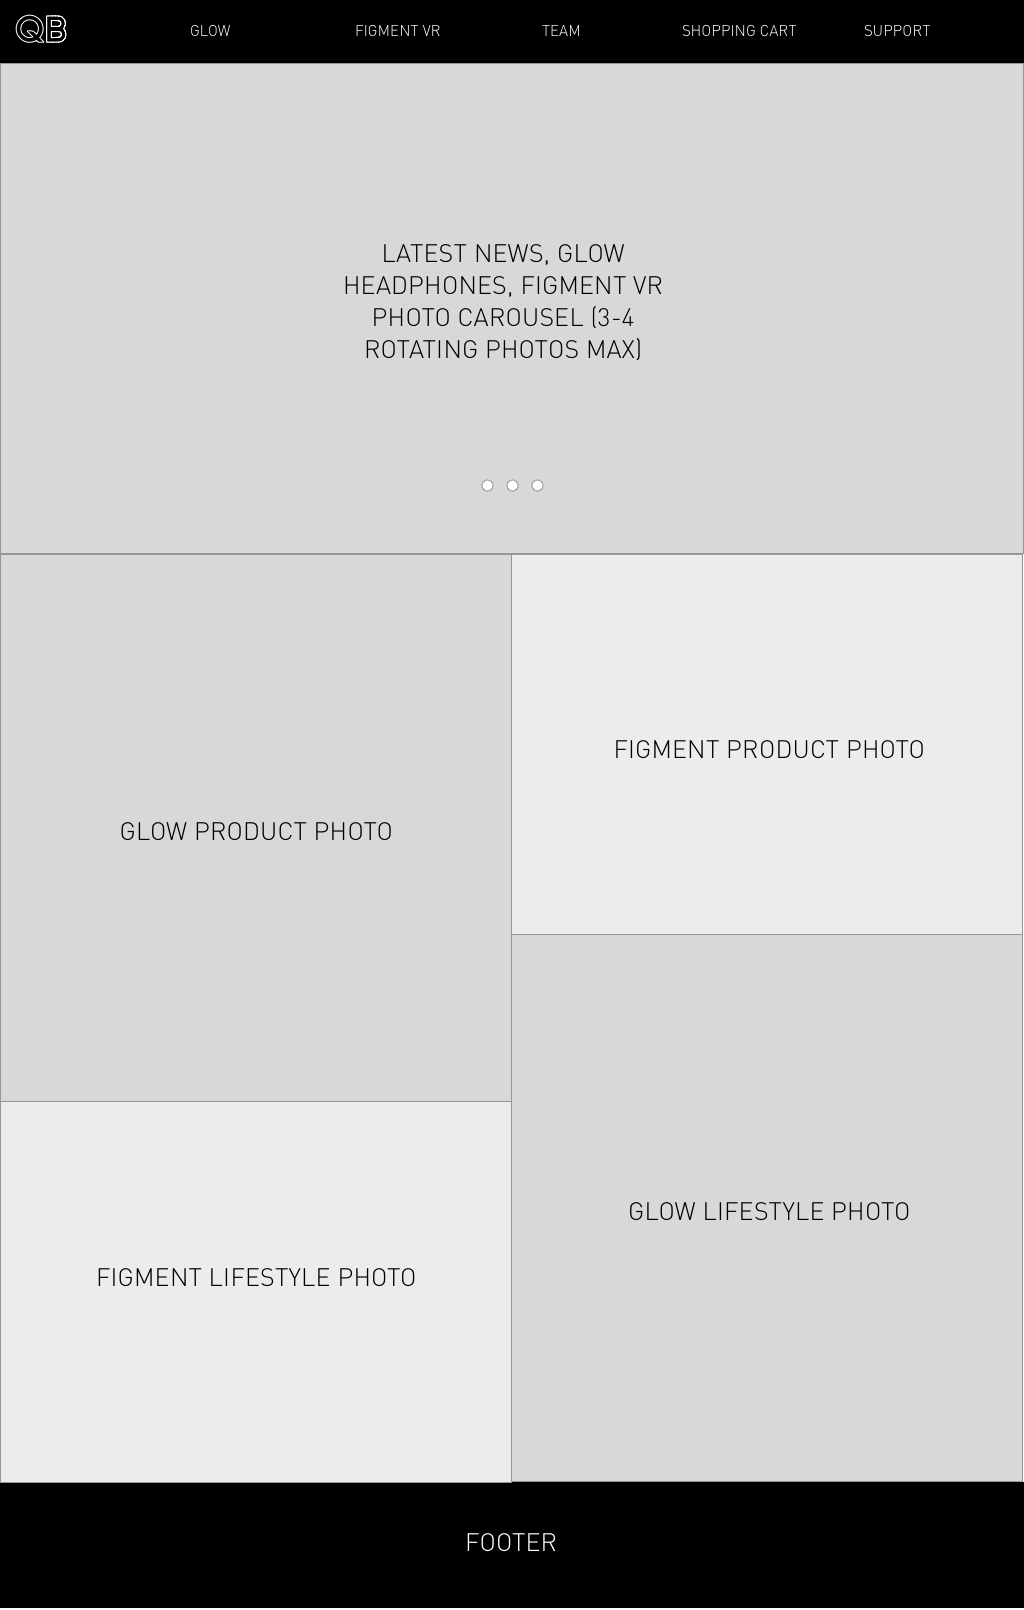 QB
GLOW
FIGMENT VR
TEAM
SHOPPING CART
SUPPORT
LATEST NEWS, GLOW
HEADPHONES, FIGMENT VR
PHOTO CAROUSEL (3-4
ROTATING PHOTOS MAX)
GLOW PRODUCT PHOTO
FIGMENT PRODUCT PHOTO
FIGMENT LIFESTYLE PHOTO
GLOW LIFESTYLE PHOTO
FOOTER